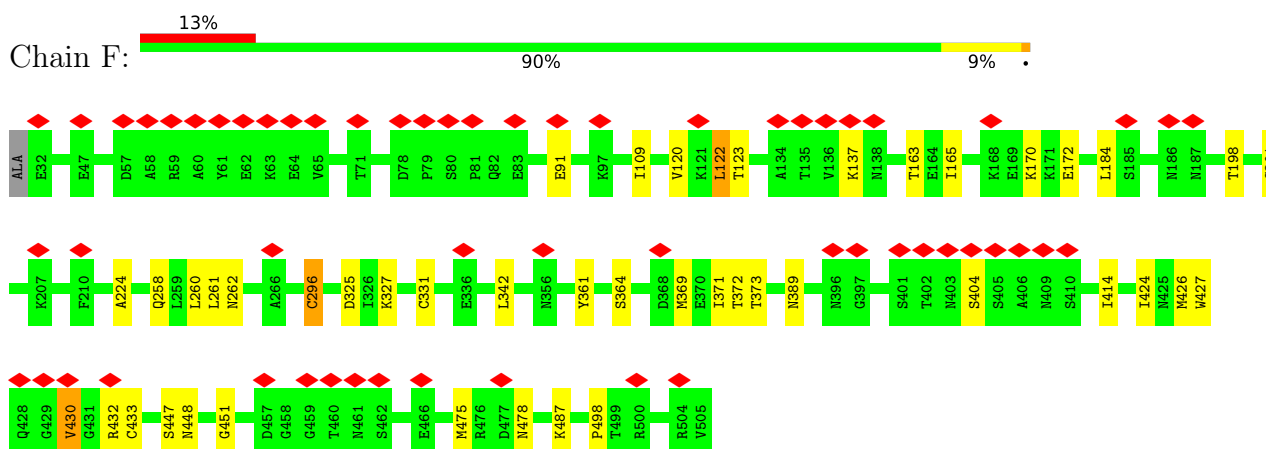 13%
Chain F:
90% 9% •
ALA E32 E47 D57 A58 R59 A60 Y61 E62 K63 E64 V65 T71 D78 P79 S80 P81 Q82 E83 E91 K97 I109 V120 K121 L122 T123 A134 T135 V136 K137 N138 T163 E164 I165 K168 E169 K170 K171 E172 L184 S185 N186 N187 T198
K207 F210 A224 Q258 L259 L260 L261 N262 A266 C296 D325 I326 K327 C331 E336 L342 N356 Y361 S364 D368 M369 E370 I371 T372 T373 N389 N396 G397 S401 T402 N403 S404 S405 A406 N409 S410 I414 I424 N425 M426 W427
Q428 G429 V430 G431 R432 C433 S447 N448 G451 D457 G458 G459 T460 N461 S462 E466 M475 R476 D477 N478 K487 P498 T499 R500 R504 V505